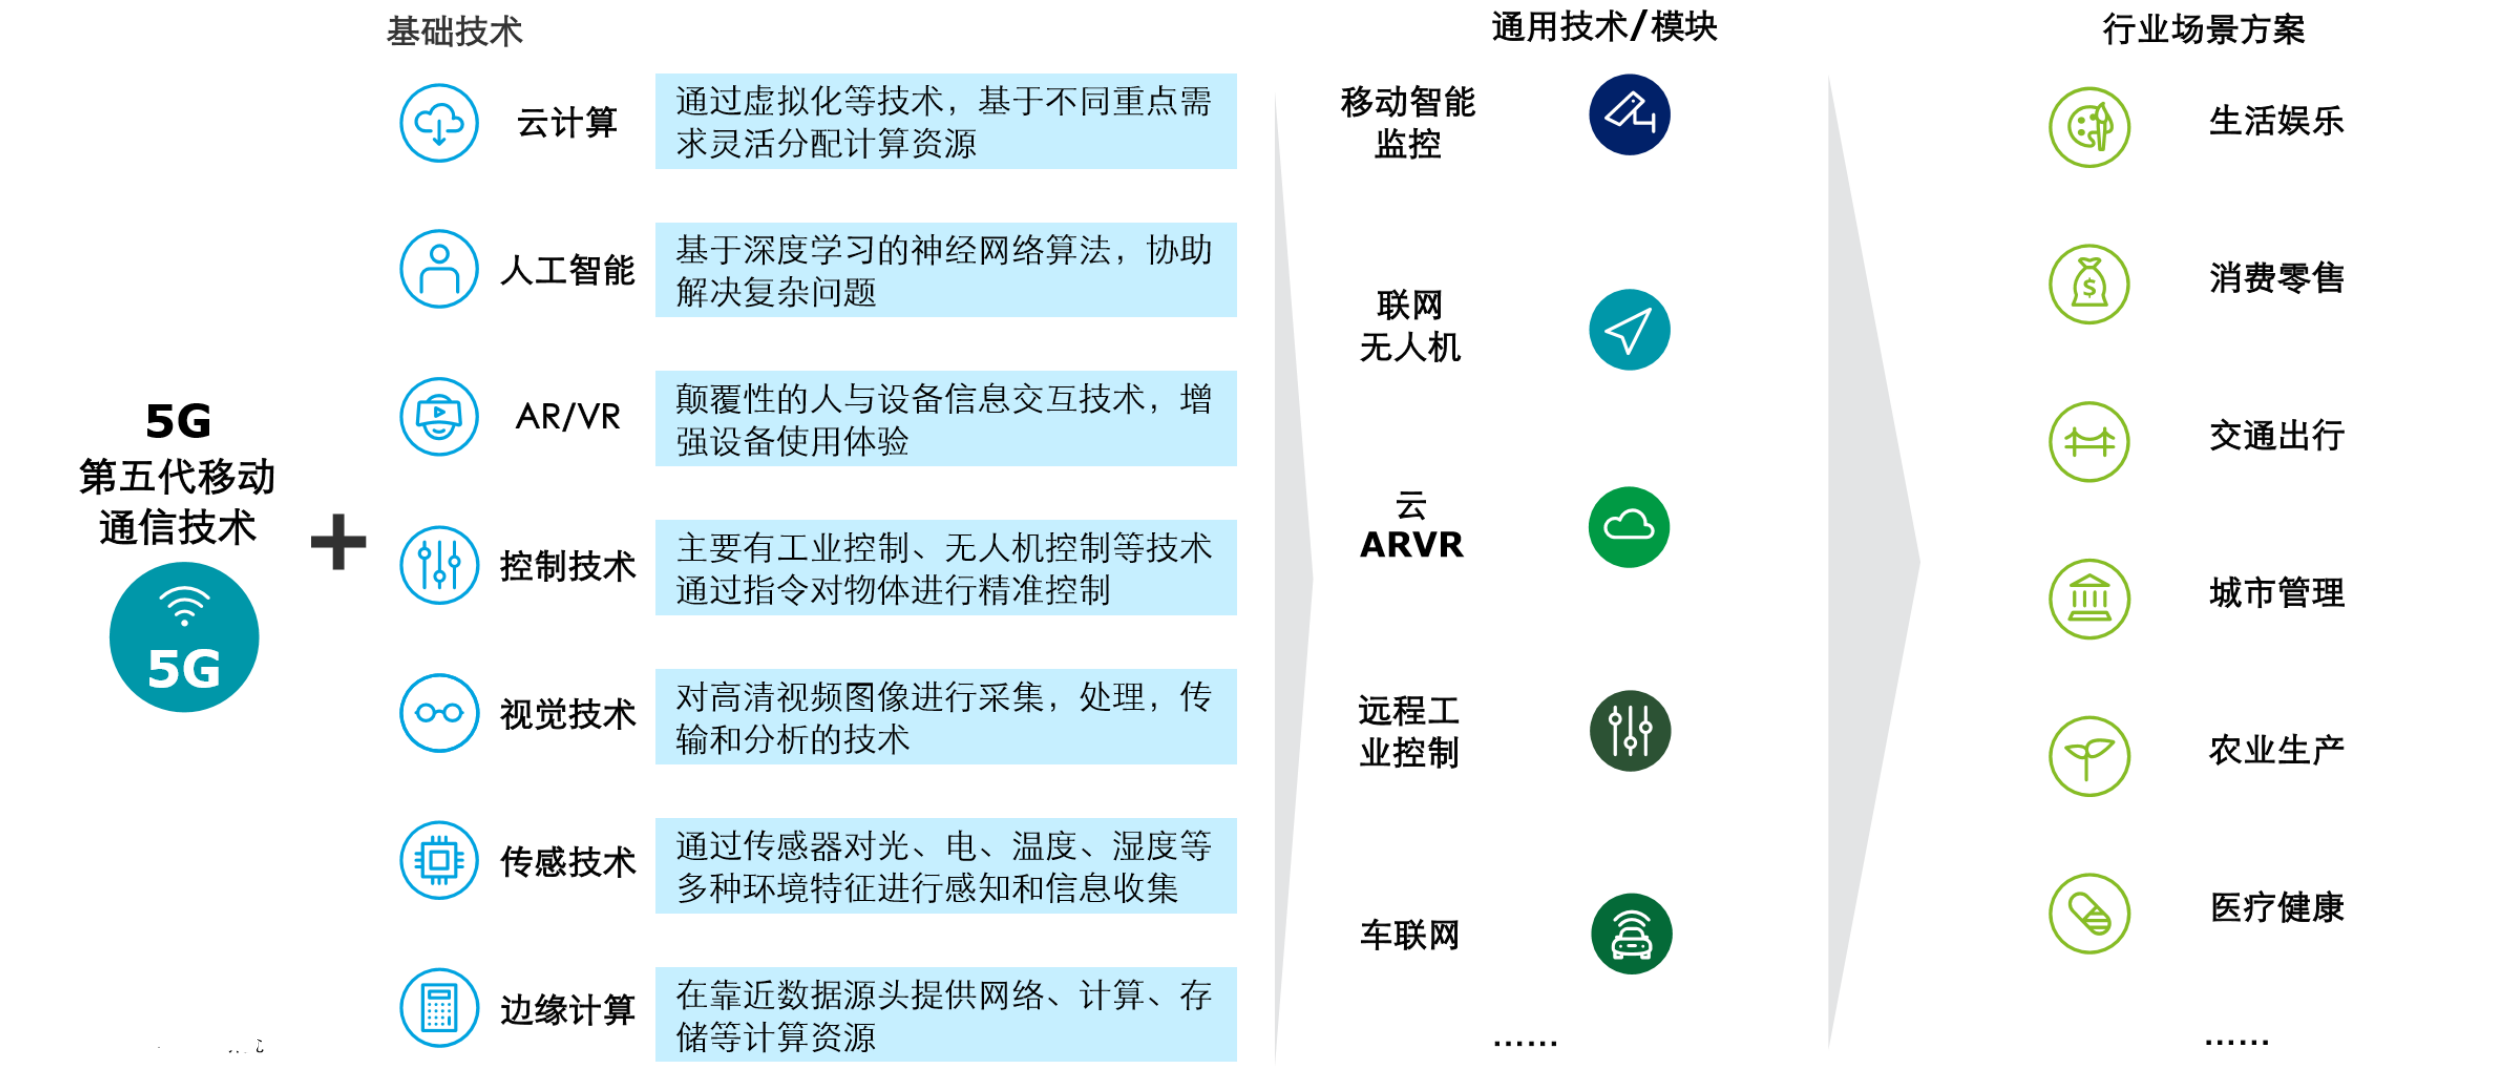 基础技术
通用技术/模块
行业场景方案
5G
第五代移动
通信技术
5G
云计算
通过虚拟化等技术，基于不同重点需
求灵活分配计算资源
人工智能
基于深度学习的神经网络算法，协助
解决复杂问题
AR/VR
颠覆性的人与设备信息交互技术，增
强设备使用体验
控制技术
主要有工业控制、无人机控制等技术
通过指令对物体进行精准控制
视觉技术
对高清视频图像进行采集，处理，传
输和分析的技术
传感技术
通过传感器对光、电、温度、湿度等
多种环境特征进行感知和信息收集
边缘计算
在靠近数据源头提供网络、计算、存
储等计算资源
移动智能
监控
联网
无人机
云
ARVR
远程工
业控制
车联网
……
生活娱乐
消费零售
交通出行
城市管理
农业生产
医疗健康
……